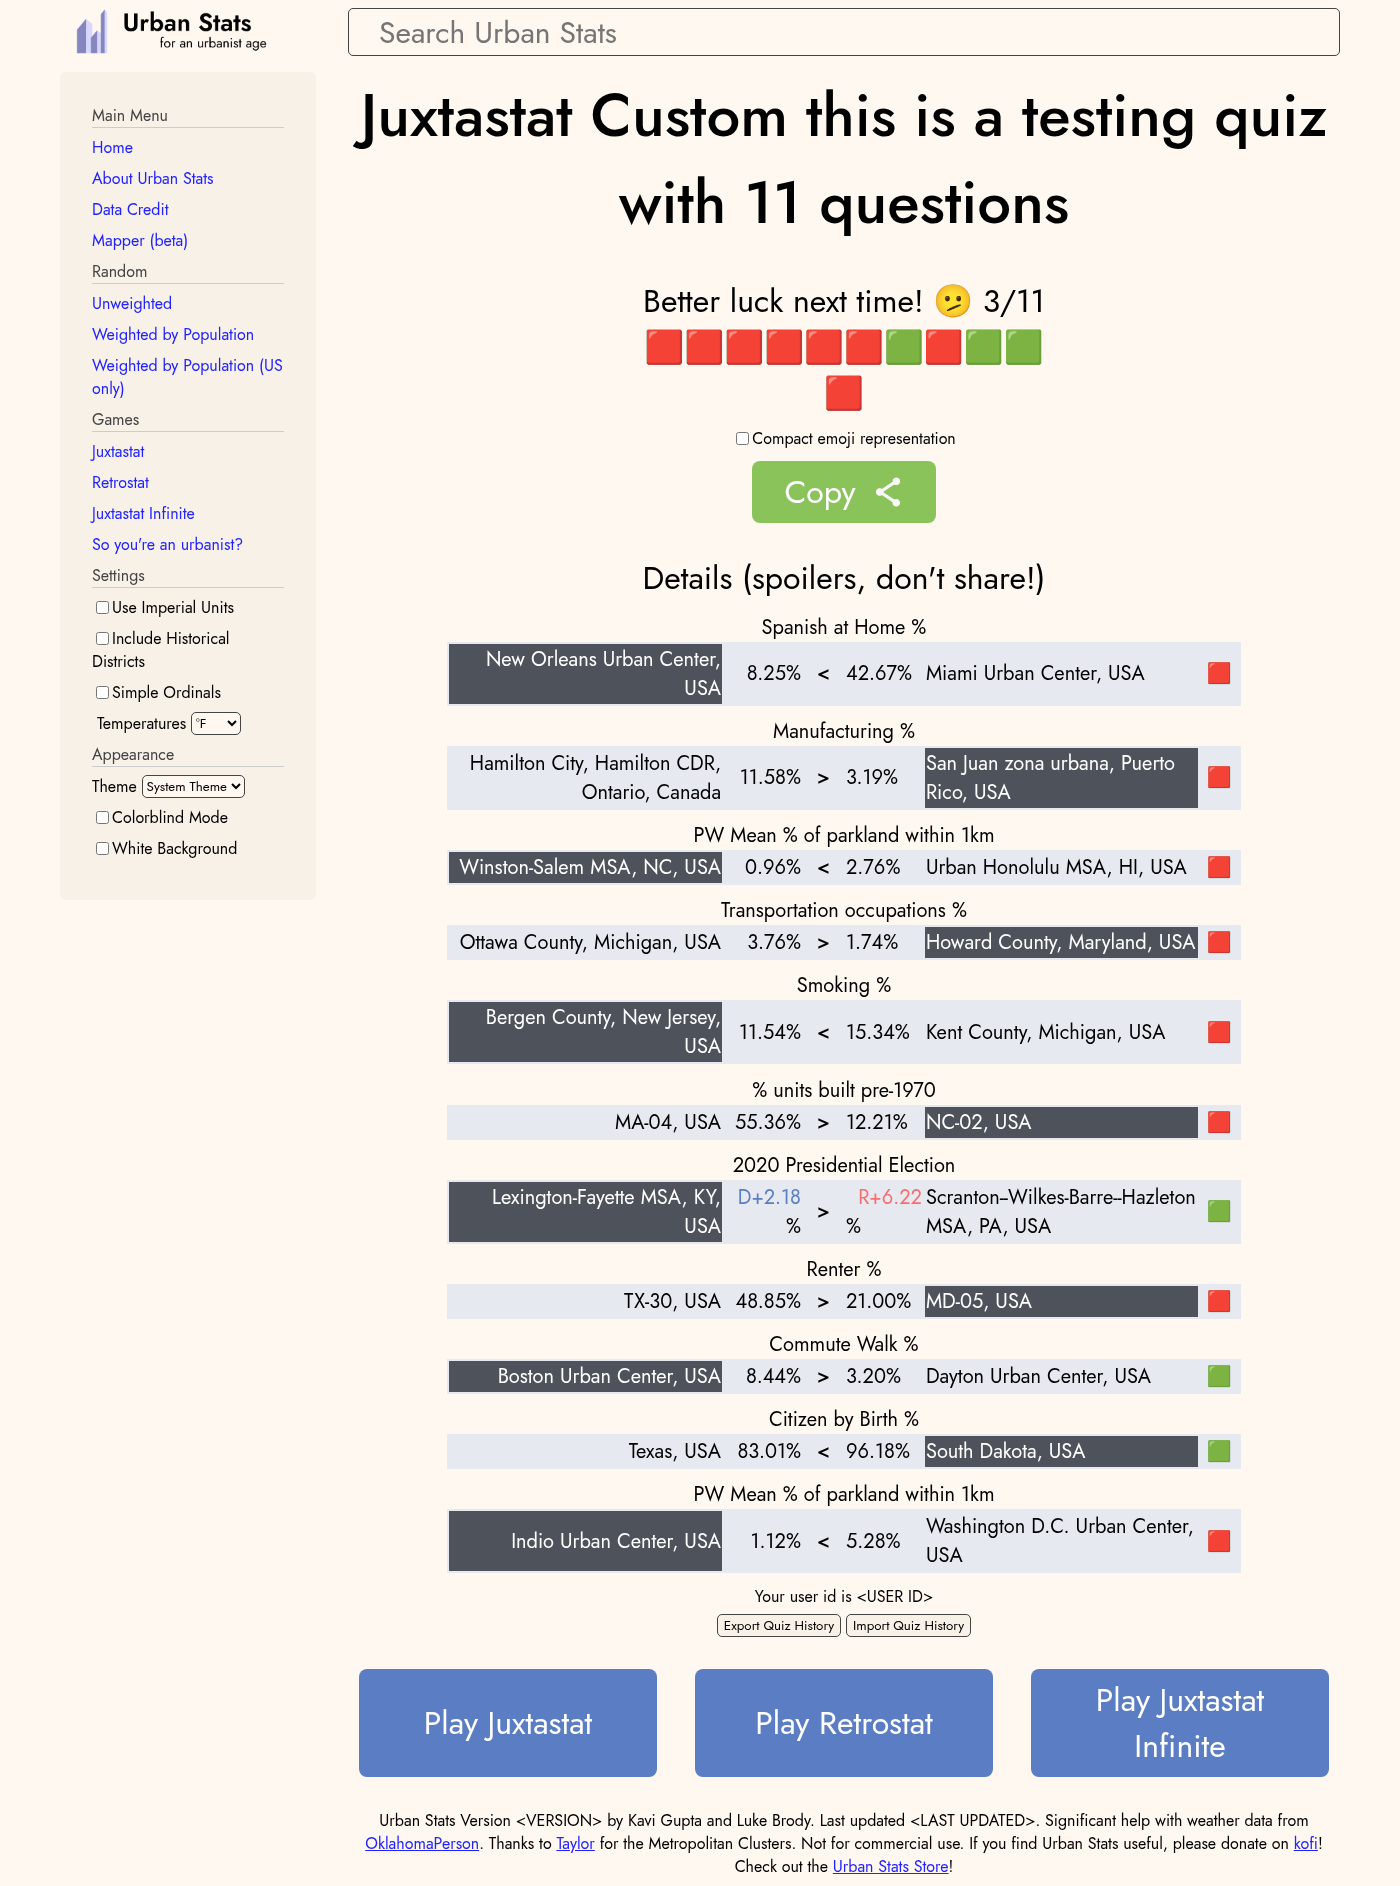 Urban Stats
for an urbanist age
Search Urban Stats
Main Menu
Home
About Urban Stats
Data Credit
Mapper (beta)
Random
Unweighted
Weighted by Population
Weighted by Population (US
only)
Games
Juxtastat
Retrostat
Juxtastat Infinite
So you're an urbanist?
Settings
Use Imperial Units
Include Historical
Districts
Simple Ordinals
Temperatures °F
Appearance
Theme System Theme
Colorblind Mode
White Background
Juxtastat Custom this is a testing quiz
with 11 questions
Better luck next time! 🫤 3/11
🟥🟥🟥🟥🟥🟥🟩🟥🟩🟩
🟥
Compact emoji representation
Copy
Details (spoilers, don't share!)
Spanish at Home %
New Orleans Urban Center,
USA 8.25% < 42.67% Miami Urban Center, USA 🟥
Manufacturing %
Hamilton City, Hamilton CDR,
Ontario, Canada 11.58% > 3.19% San Juan zona urbana, Puerto
Rico, USA 🟥
PW Mean % of parkland within 1km
Winston-Salem MSA, NC, USA 0.96% < 2.76% Urban Honolulu MSA, HI, USA 🟥
Transportation occupations %
Ottawa County, Michigan, USA 3.76% > 1.74% Howard County, Maryland, USA 🟥
Smoking %
Bergen County, New Jersey,
USA 11.54% < 15.34% Kent County, Michigan, USA 🟥
% units built pre-1970
MA-04, USA 55.36% > 12.21% NC-02, USA 🟥
2020 Presidential Election
Lexington-Fayette MSA, KY,
USA D+2.18
% > R+6.22
% Scranton--Wilkes-Barre--Hazleton
MSA, PA, USA 🟩
Renter %
TX-30, USA 48.85% > 21.00% MD-05, USA 🟥
Commute Walk %
Boston Urban Center, USA 8.44% > 3.20% Dayton Urban Center, USA 🟩
Citizen by Birth %
Texas, USA 83.01% < 96.18% South Dakota, USA 🟩
PW Mean % of parkland within 1km
Indio Urban Center, USA 1.12% < 5.28% Washington D.C. Urban Center,
USA 🟥
Your user id is <USER ID>
Export Quiz History Import Quiz History
Play Juxtastat
Play Retrostat
Play Juxtastat
Infinite
Urban Stats Version <VERSION> by Kavi Gupta and Luke Brody. Last updated <LAST UPDATED>. Significant help with weather data from
OklahomaPerson. Thanks to Taylor for the Metropolitan Clusters. Not for commercial use. If you find Urban Stats useful, please donate on kofi!
Check out the Urban Stats Store!